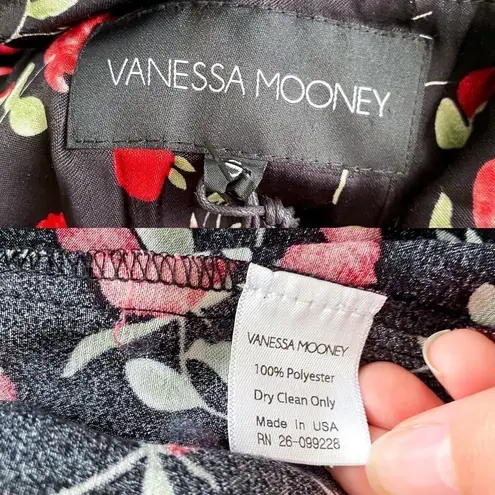 VANESSA MOONEY
S
VANESSA MOONEY
100% Polyester
Dry Clean Only
Made in USA
RN 26-099228